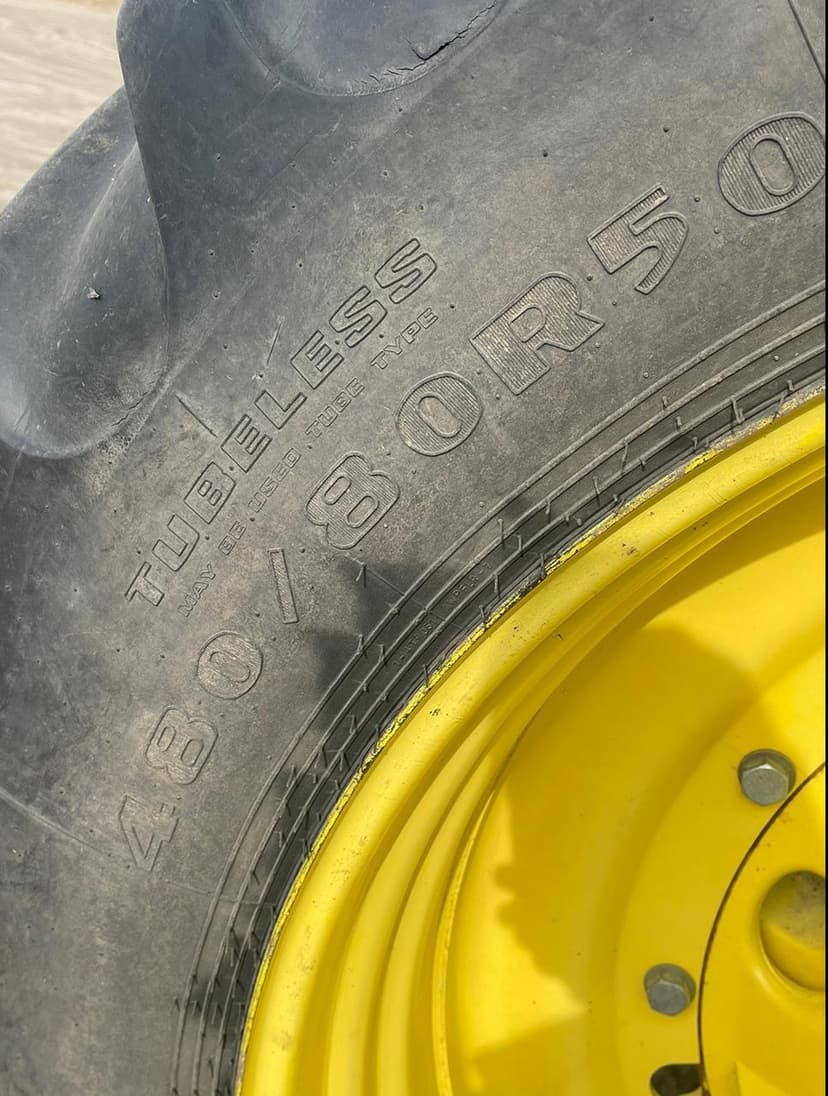 TUBELESS
MAY BE USED TUBE TYPE
480/80R50